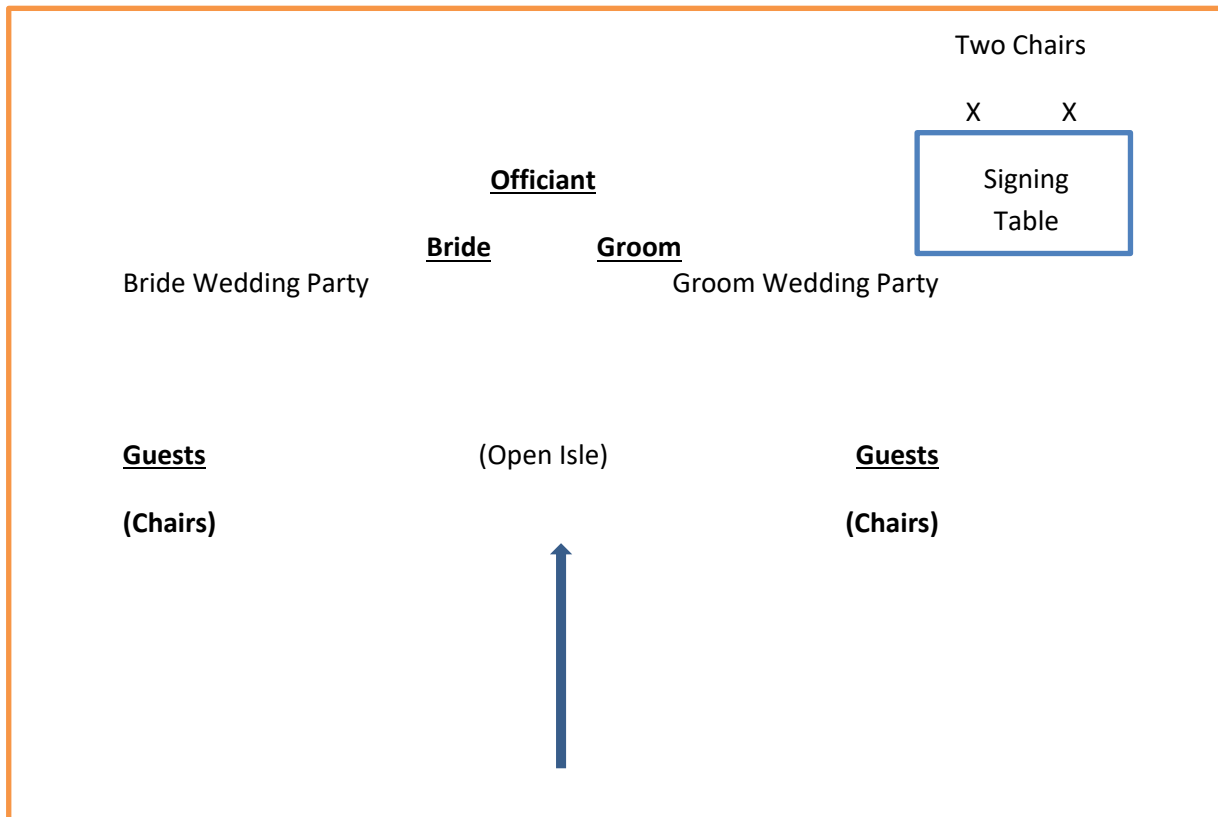 Two Chairs
X X
Signing
Table
Officiant
Bride Groom
Bride Wedding Party Groom Wedding Party
Guests (Open Isle) Guests
(Chairs) (Chairs)